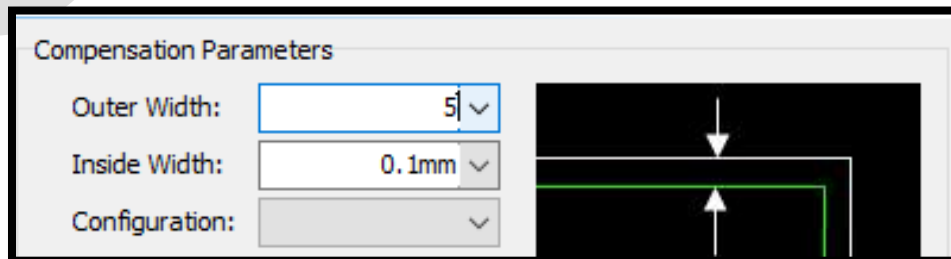 Compensation Parameters
Outer Width: 5
Inside Width: 0.1mm
Configuration: